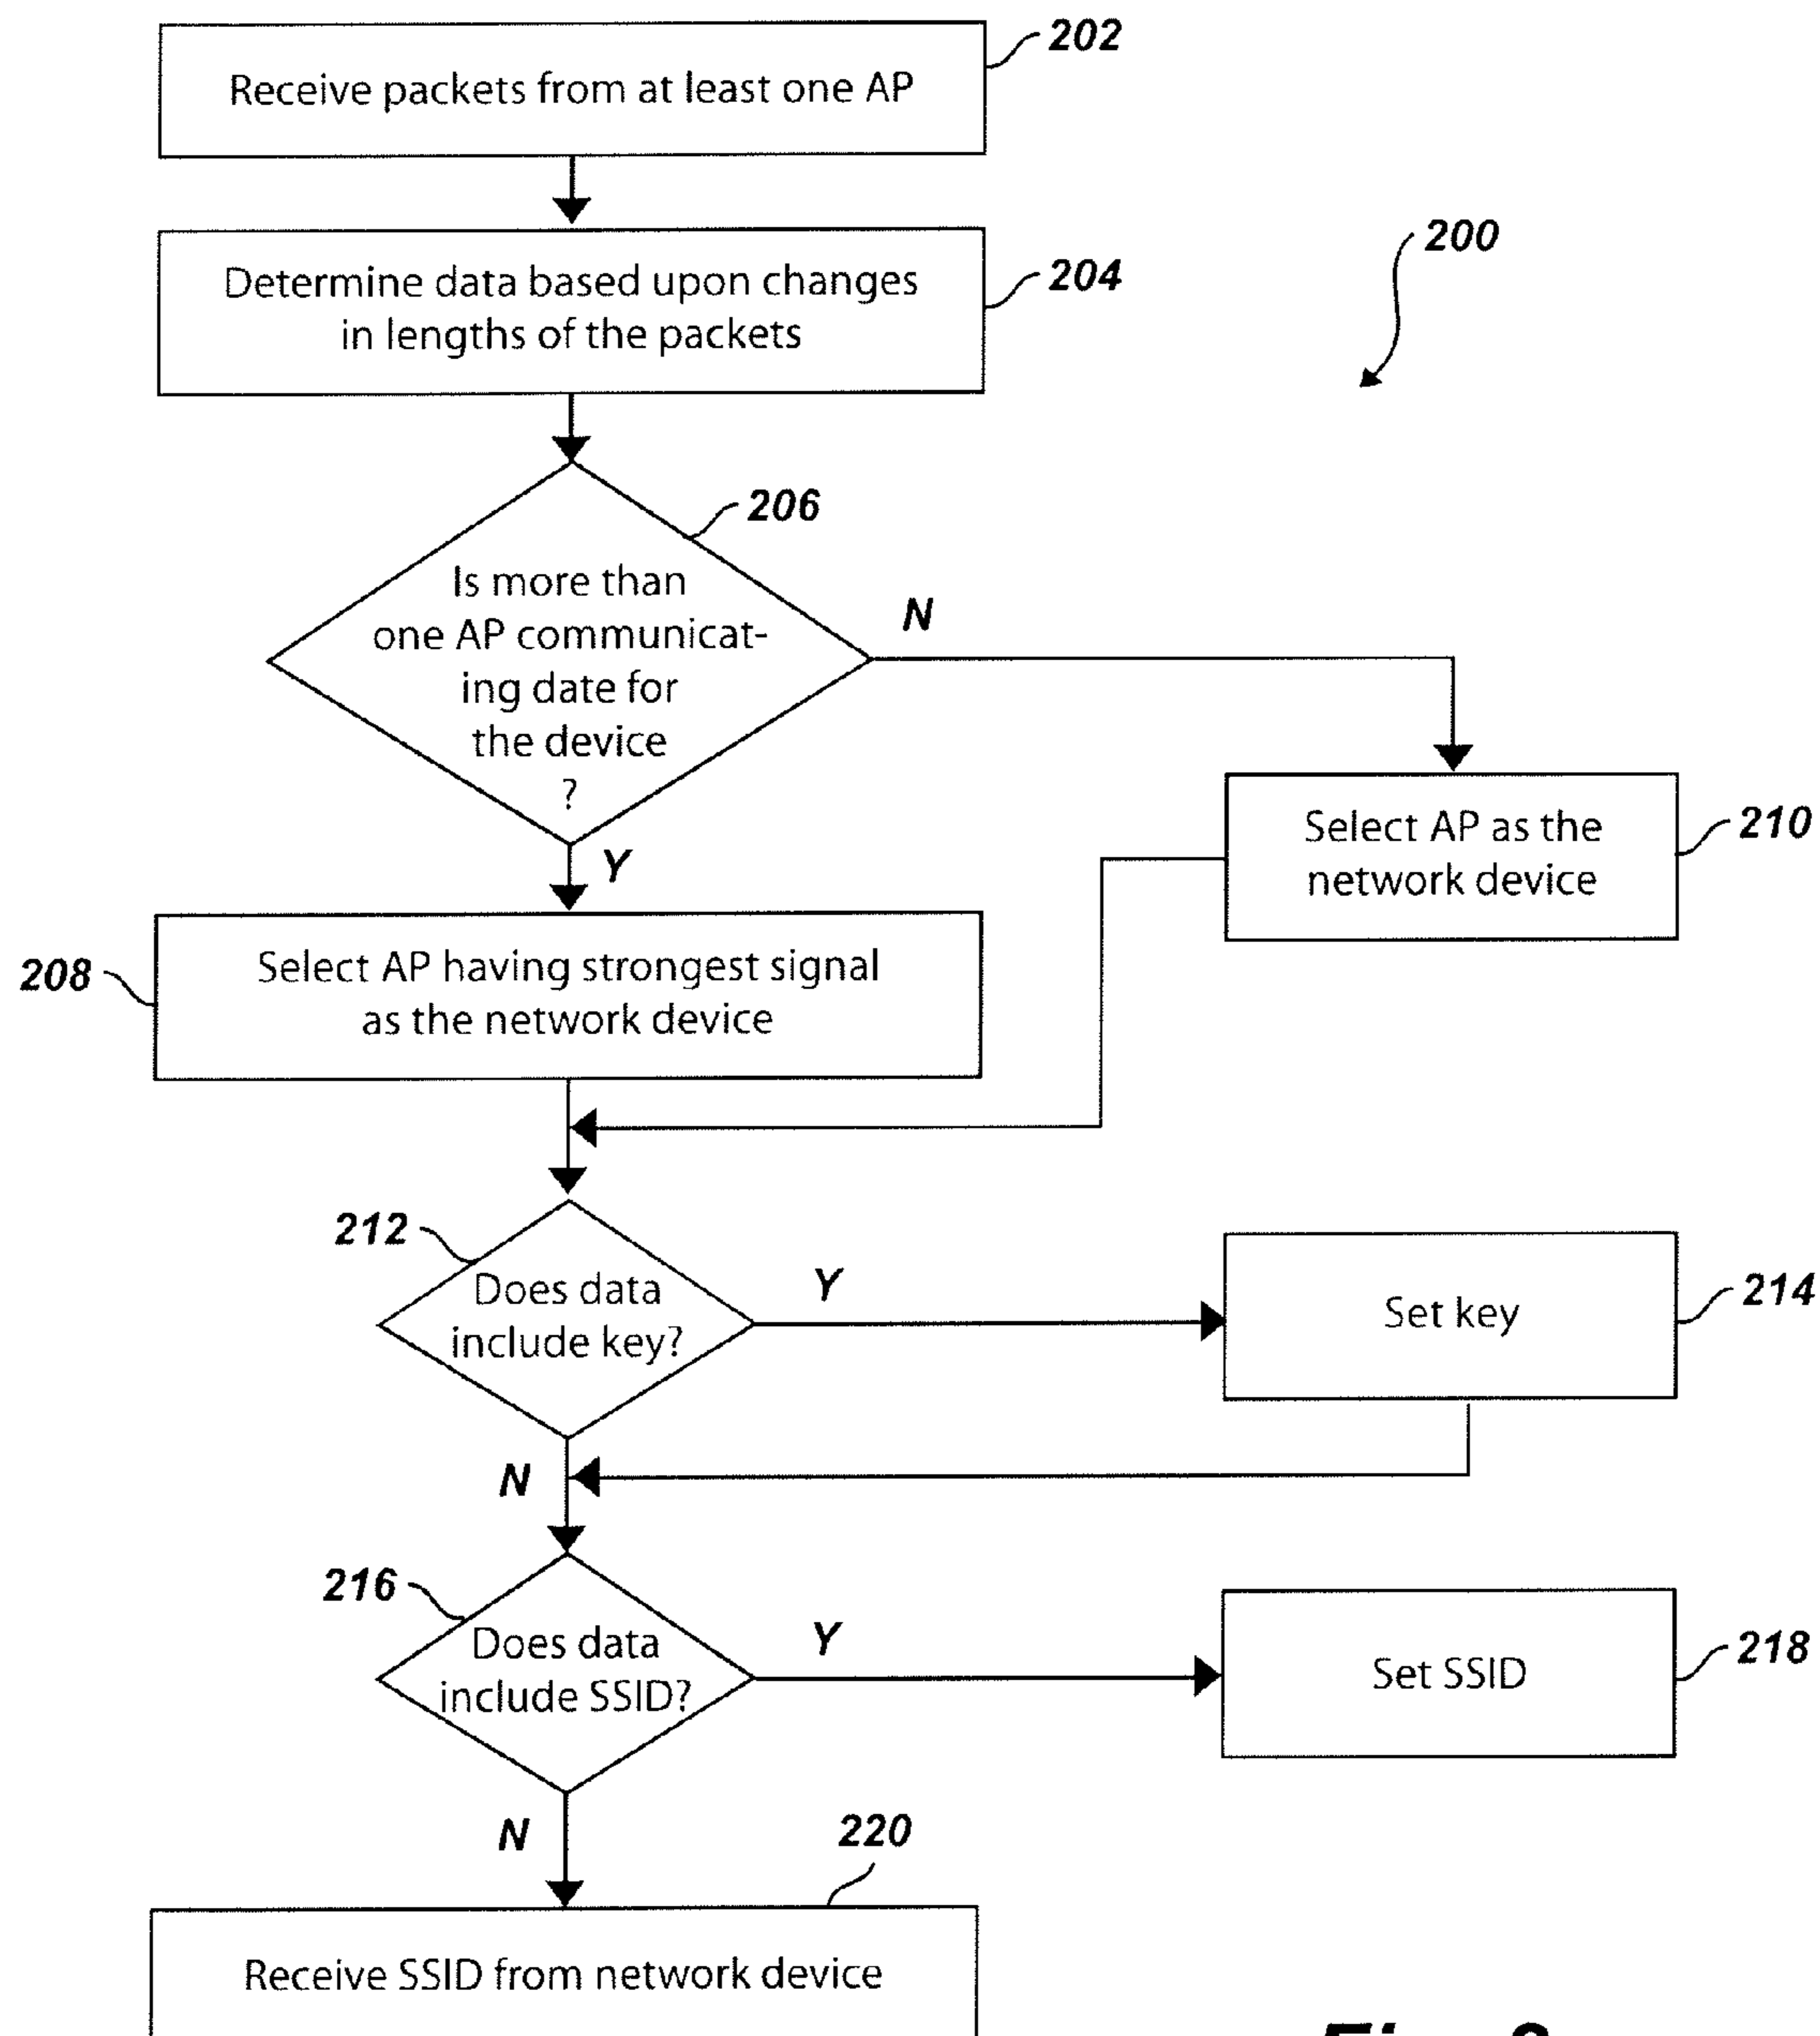 202
Receive packets from at least one AP
200
204
Determine data based upon changes
in lengths of the packets
206
Is more than
one AP communicat-
ing date for
the device
?
N
Y
210
Select AP as the
network device
208
Select AP having strongest signal
as the network device
212
Does data
include key?
Y
214
Set key
N
216
Does data
include SSID?
Y
218
Set SSID
N
220
Receive SSID from network device